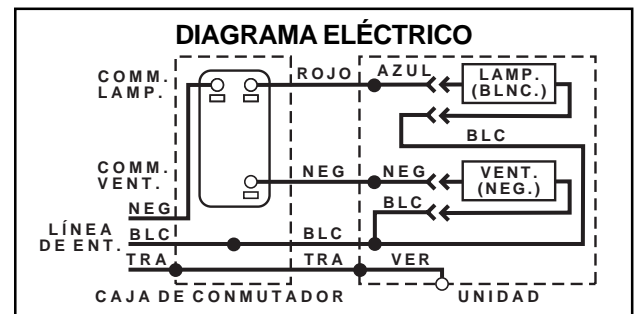 DIAGRAMA ELÉCTRICO
COMM.
LAMP.
ROJO
AZUL
LAMP.
(BLNC.)
BLC
COMM.
VENT.
NEG
NEG
VENT.
(NEG.)
BLC
NEG
LÍNEA
DE ENT.
BLC
BLC
TRA
TRA
VER
CAJA DE CONMUTADOR
UNIDAD